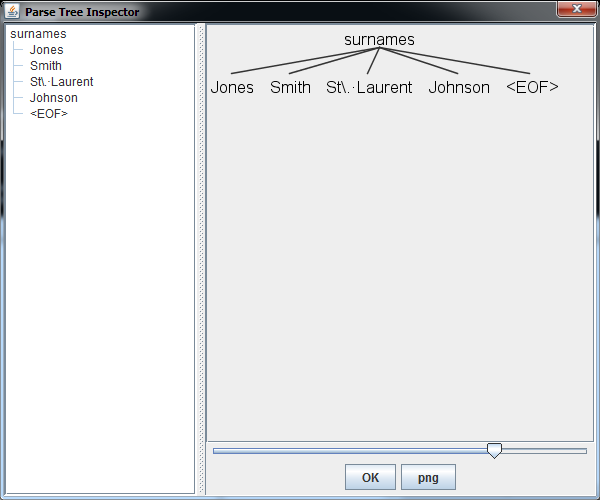 Parse Tree Inspector
surnames
Jones
Smith
St\.·Laurent
Johnson
<EOF>
surnames
Jones Smith St\.·Laurent Johnson <EOF>
OK png